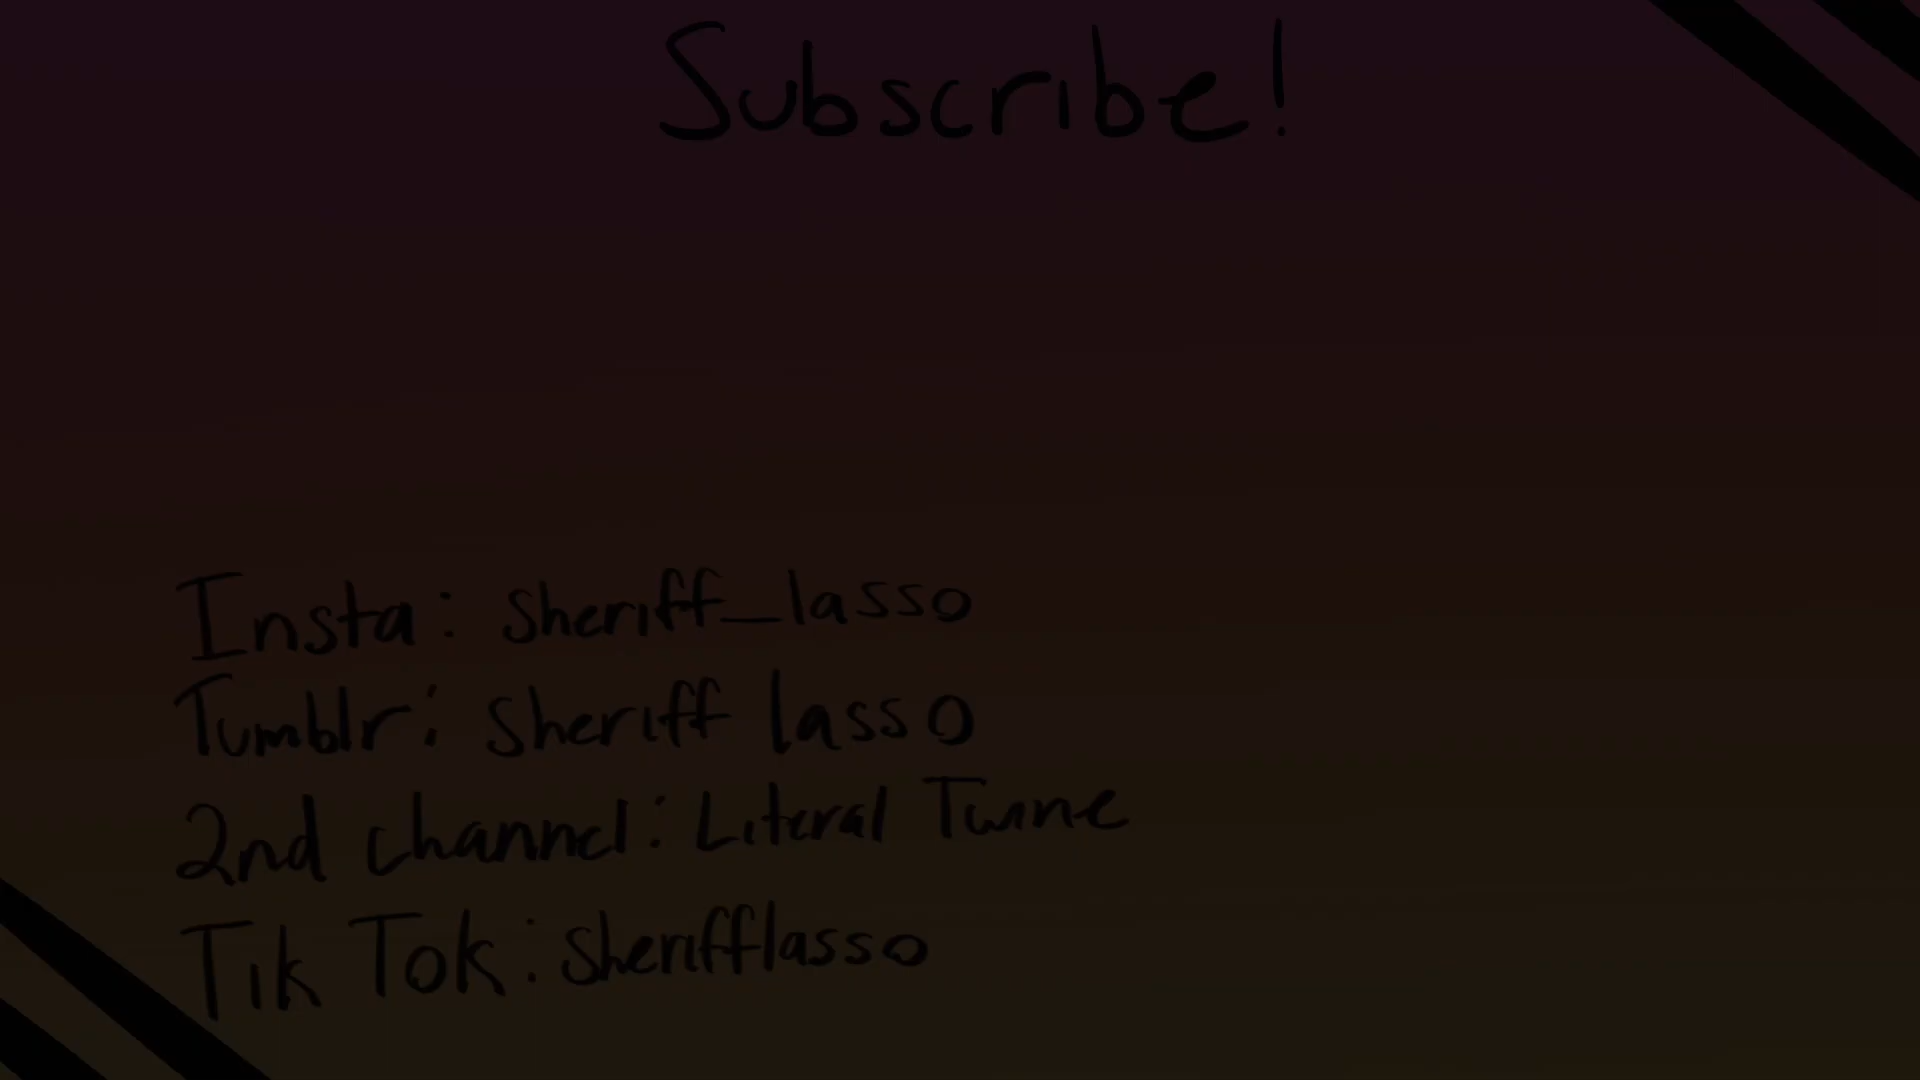 Subscribe!
Insta: sheriff_lasso
Tumblr: sheriff lasso
2nd channel: Literal Twine
Tik Tok: sherifflasso